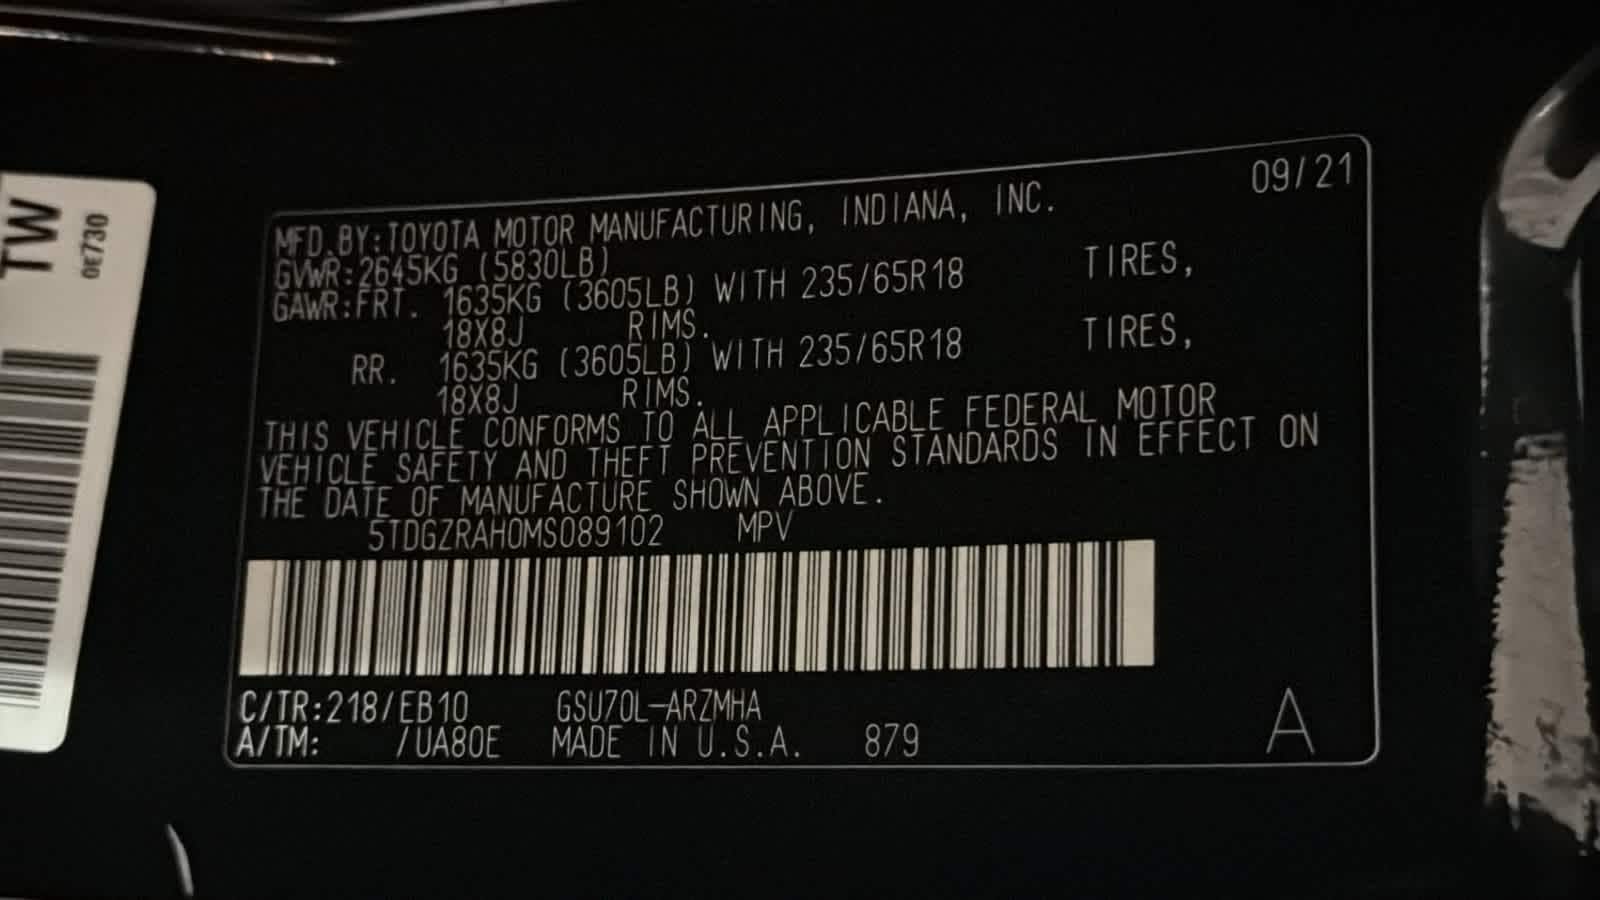 TW
0E730
09/21
MFD.BY:TOYOTA MOTOR MANUFACTURING, INDIANA, INC.
GVWR:2645KG (5830LB)
GAWR:FRT. 1635KG (3605LB) WITH 235/65R18 TIRES,
18X8J RIMS.
RR. 1635KG (3605LB) WITH 235/65R18 TIRES,
18X8J RIMS.
THIS VEHICLE CONFORMS TO ALL APPLICABLE FEDERAL MOTOR
VEHICLE SAFETY AND THEFT PREVENTION STANDARDS IN EFFECT ON
THE DATE OF MANUFACTURE SHOWN ABOVE.
5TDGZRAH0MS089102 MPV
C/TR:218/EB10 GSU70L-ARZMHA
A/TM: /UA80E MADE IN U.S.A. 879
A